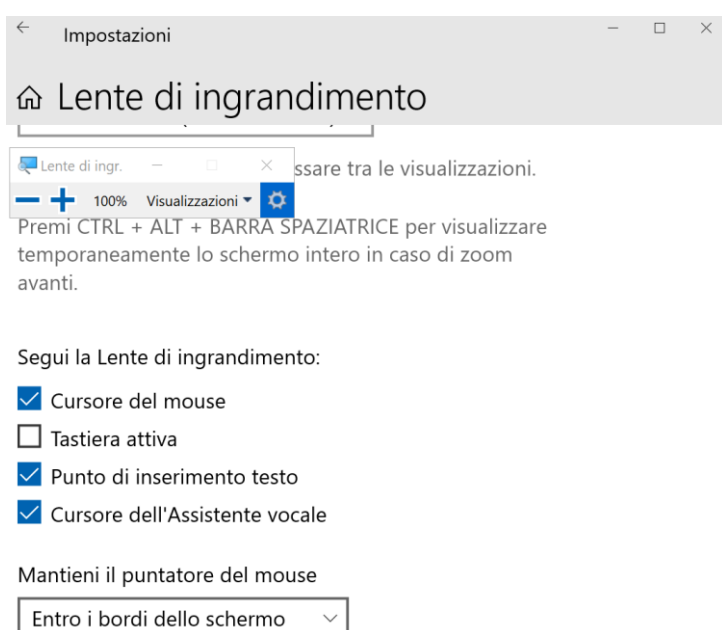 Impostazioni
Lente di ingrandimento
Lente di ingr.
ssare tra le visualizzazioni.
100% Visualizzazioni
Premi CTRL + ALT + BARRA SPAZIATRICE per visualizzare
temporaneamente lo schermo intero in caso di zoom
avanti.
Segui la Lente di ingrandimento:
Cursore del mouse
Tastiera attiva
Punto di inserimento testo
Cursore dell'Assistente vocale
Mantieni il puntatore del mouse
Entro i bordi dello schermo